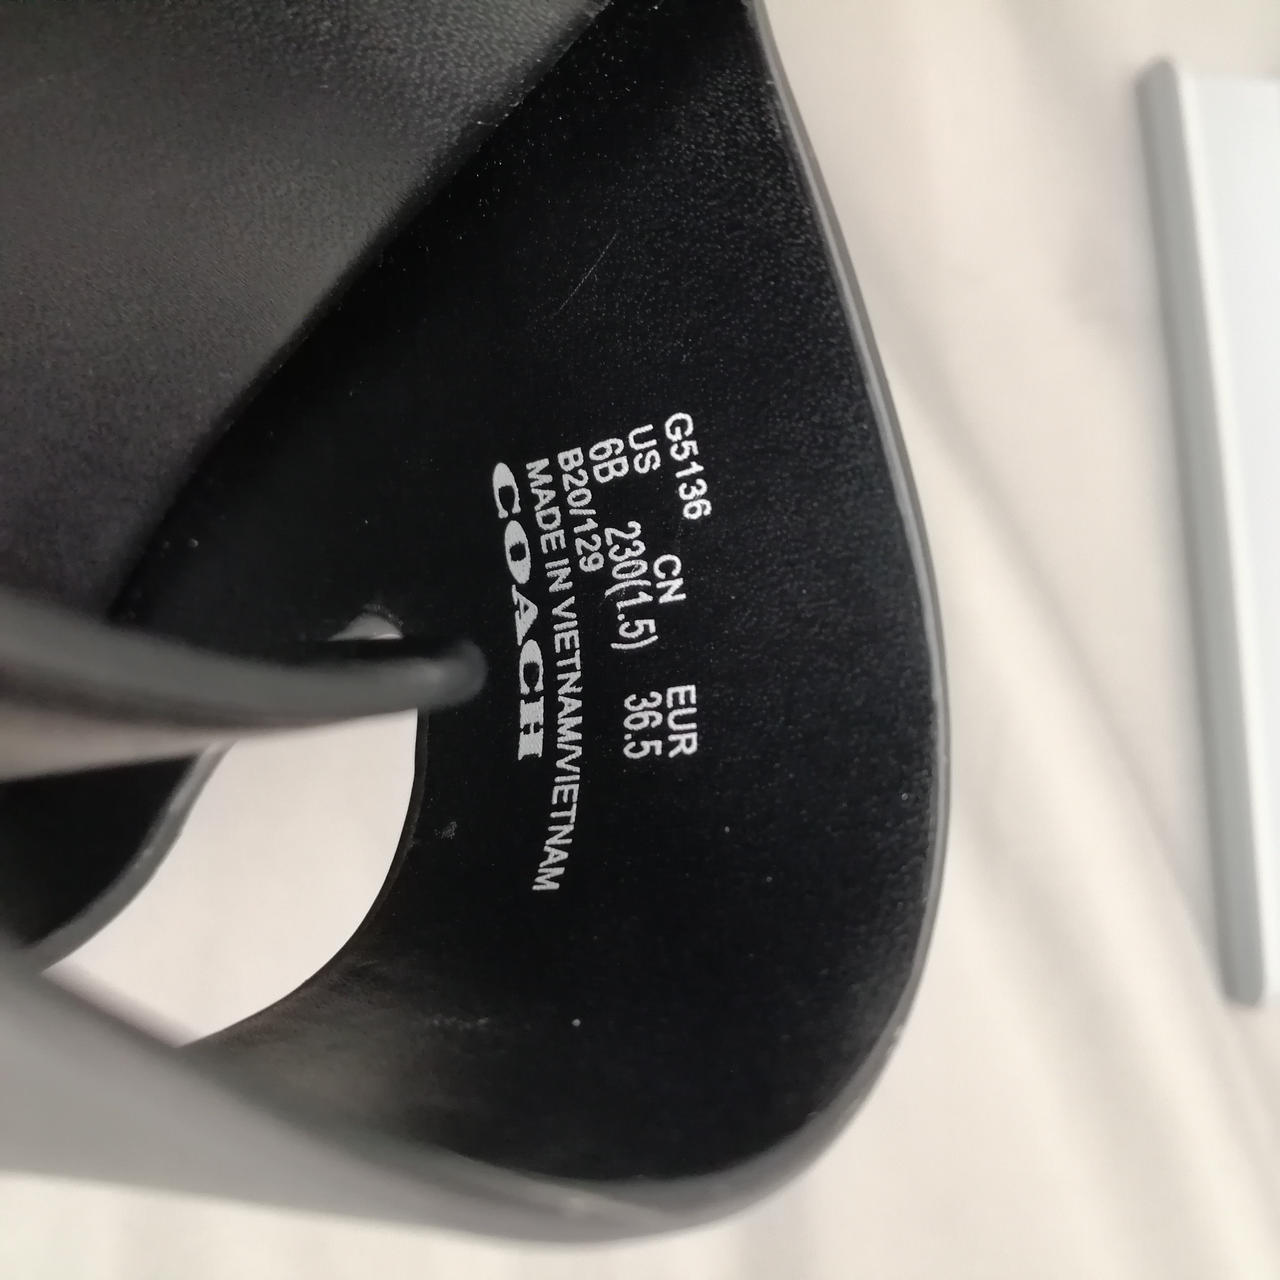 G5136
US CN EUR
6B 230(1.5) 36.5
B20/129
MADE IN VIETNAM/VIETNAM
COACH